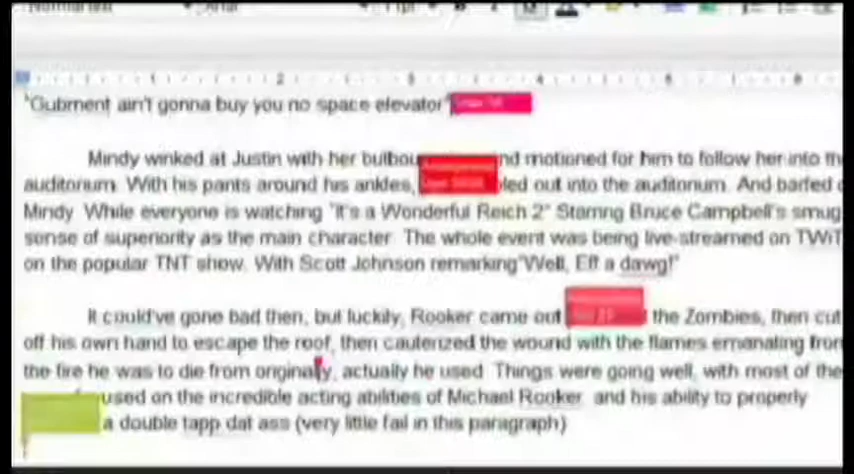 "Gubment ain't gonna buy you no space elevator"
Mindy winked at Justin with her bulbou nd motioned for him to follow her into th
auditorium. With his pants around his ankles, led out into the auditorium. And barfed o
Mindy. While everyone is watching "It's a Wonderful Reich 2" Starring Bruce Campbell's smug
sense of superiority as the main character. The whole event was being live-streamed on TWiT
on the popular TNT show. With Scott Johnson remarking"Well, Eff a dawg!"
It could've gone bad then, but luckily, Rooker came out the Zombies, then cut
off his own hand to escape the roof, then cauterized the wound with the flames emanating from
the fire he was to die from originally, actually he used. Things were going well, with most of the
used on the incredible acting abilities of Michael Rooker and his ability to properly
a double tapp dat ass (very little fail in this paragraph)